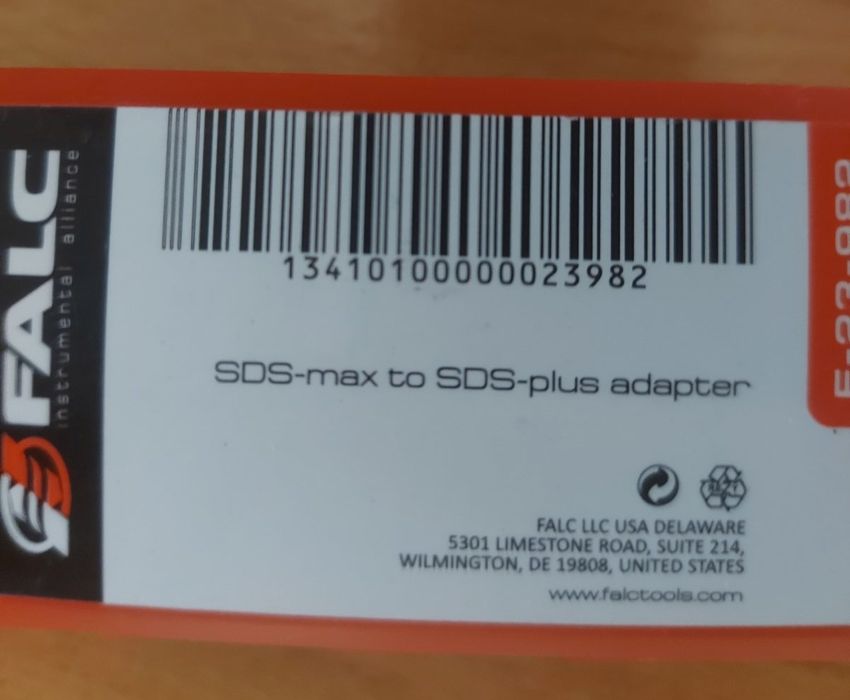 FALC
instrumental alliance
13410100000023982
SDS-max to SDS-plus adapter
FALC LLC USA DELAWARE
5301 LIMESTONE ROAD, SUITE 214,
WILMINGTON, DE 19808, UNITED STATES
www.falctools.com